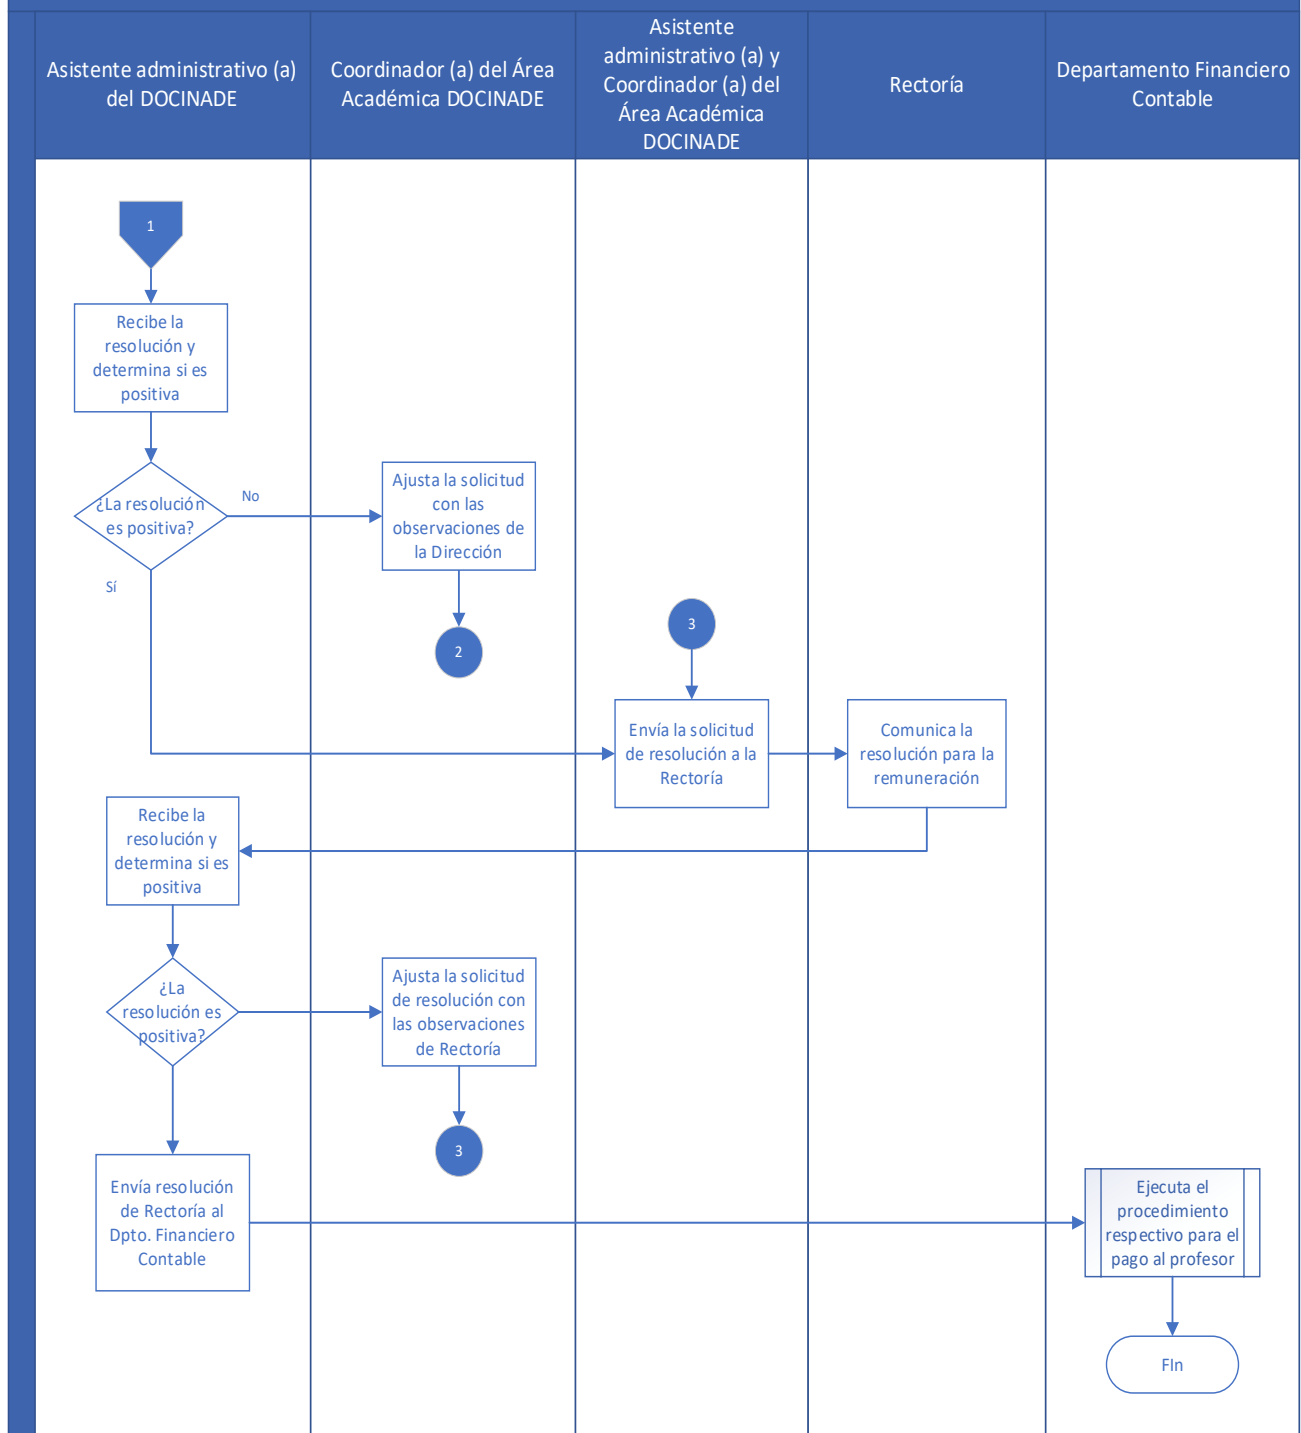 Asistente administrativo (a)
del DOCINADE
Coordinador (a) del Área
Académica DOCINADE
Asistente
administrativo (a) y
Coordinador (a) del
Área Académica
DOCINADE
Rectoría
Departamento Financiero
Contable
1
Recibe la
resolución y
determina si es
positiva
¿La resolución
es positiva?
No
Sí
Ajusta la solicitud
con las
observaciones de
la Dirección
2
3
Envía la solicitud
de resolución a la
Rectoría
Comunica la
resolución para la
remuneración
Recibe la
resolución y
determina si es
positiva
¿La
resolución es
positiva?
Ajusta la solicitud
de resolución con
las observaciones
de Rectoría
3
Envía resolución
de Rectoría al
Dpto. Financiero
Contable
Ejecuta el
procedimiento
respectivo para el
pago al profesor
FIn